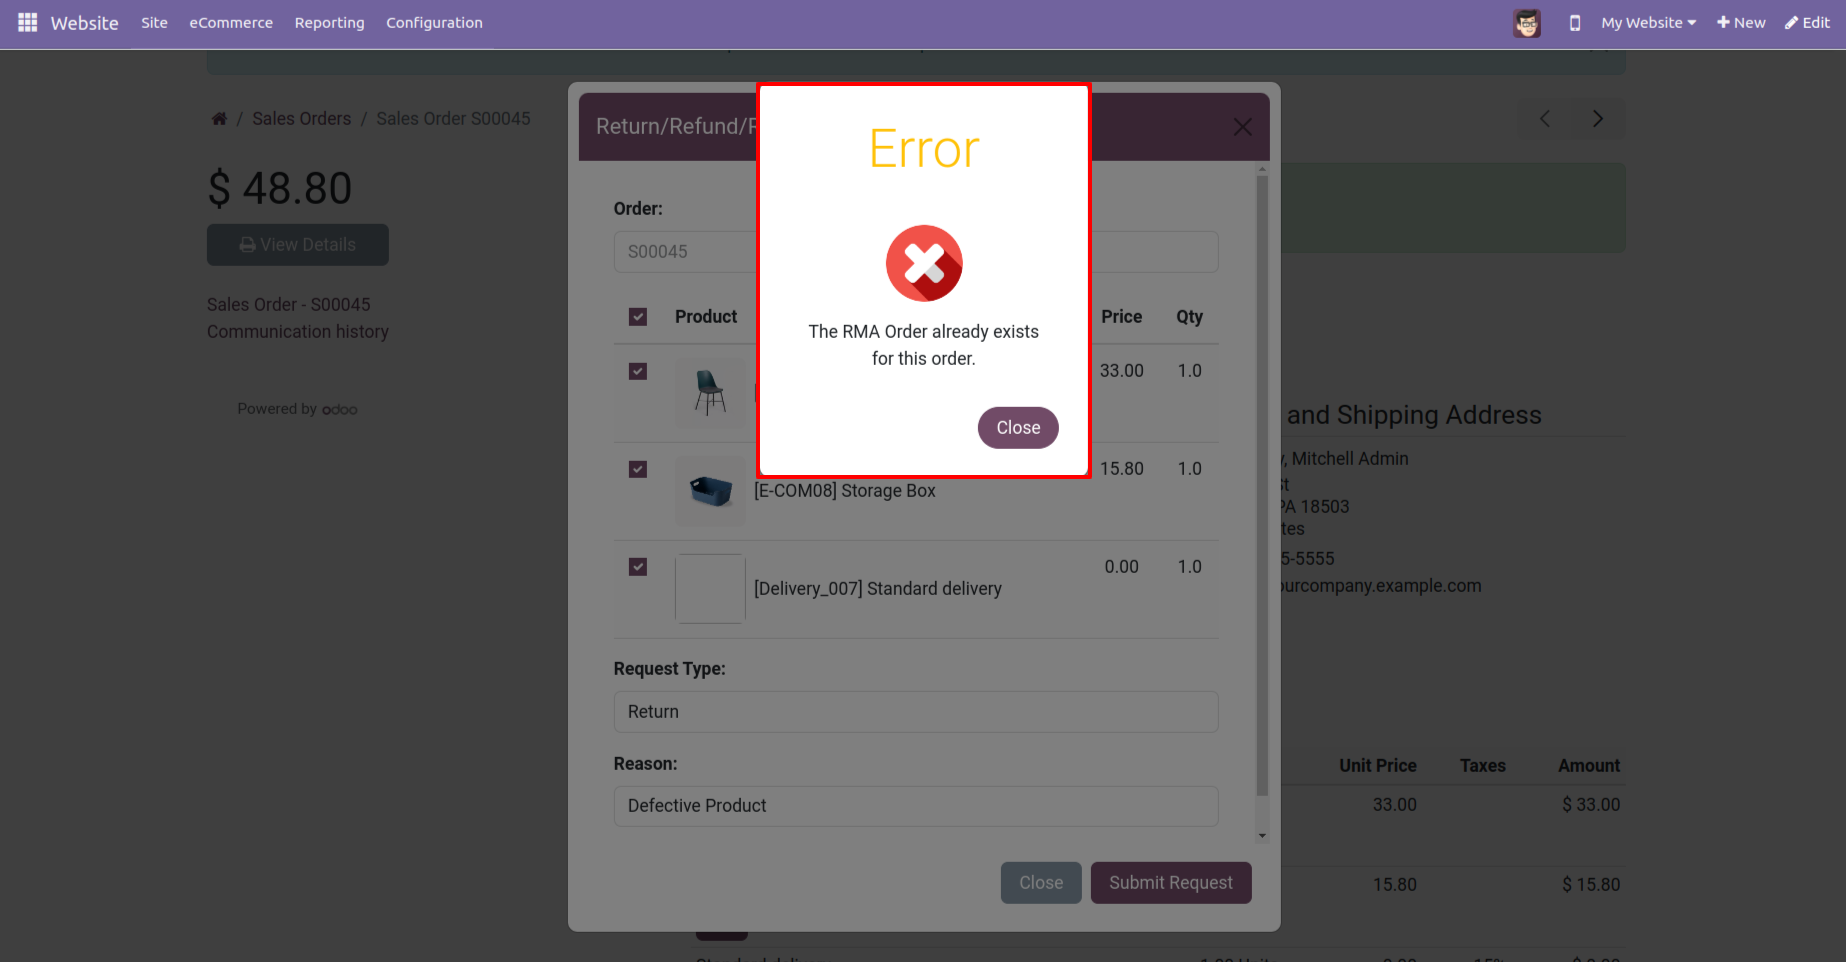 Website
Site
eCommerce
Reporting
Configuration
My Website
New
Edit
/ Sales Orders / Sales Order S00045
$ 48.80
View Details
Sales Order - S00045
Communication history
Powered by odoo
Return/Refund/
Order:
S00045
Product
Price
Qty
33.00
1.0
[E-COM08] Storage Box
15.80
1.0
[Delivery_007] Standard delivery
0.00
1.0
Request Type:
Return
Reason:
Defective Product
Close
Submit Request
Error
The RMA Order already exists
for this order.
Close
and Shipping Address
, Mitchell Admin
PA 18503
5-5555
ourcompany.example.com
Unit Price
Taxes
Amount
33.00
$ 33.00
15.80
$ 15.80